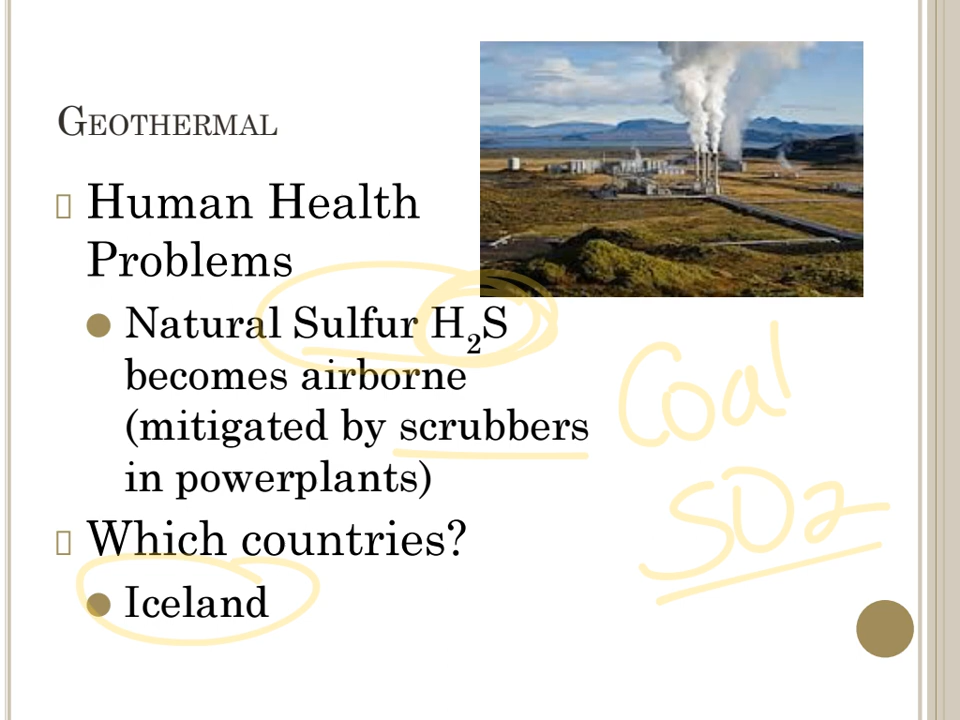 GEOTHERMAL
Human Health
Problems
Natural Sulfur H₂S
becomes airborne
(mitigated by scrubbers
in powerplants)
Which countries?
Iceland
Coal
SO2